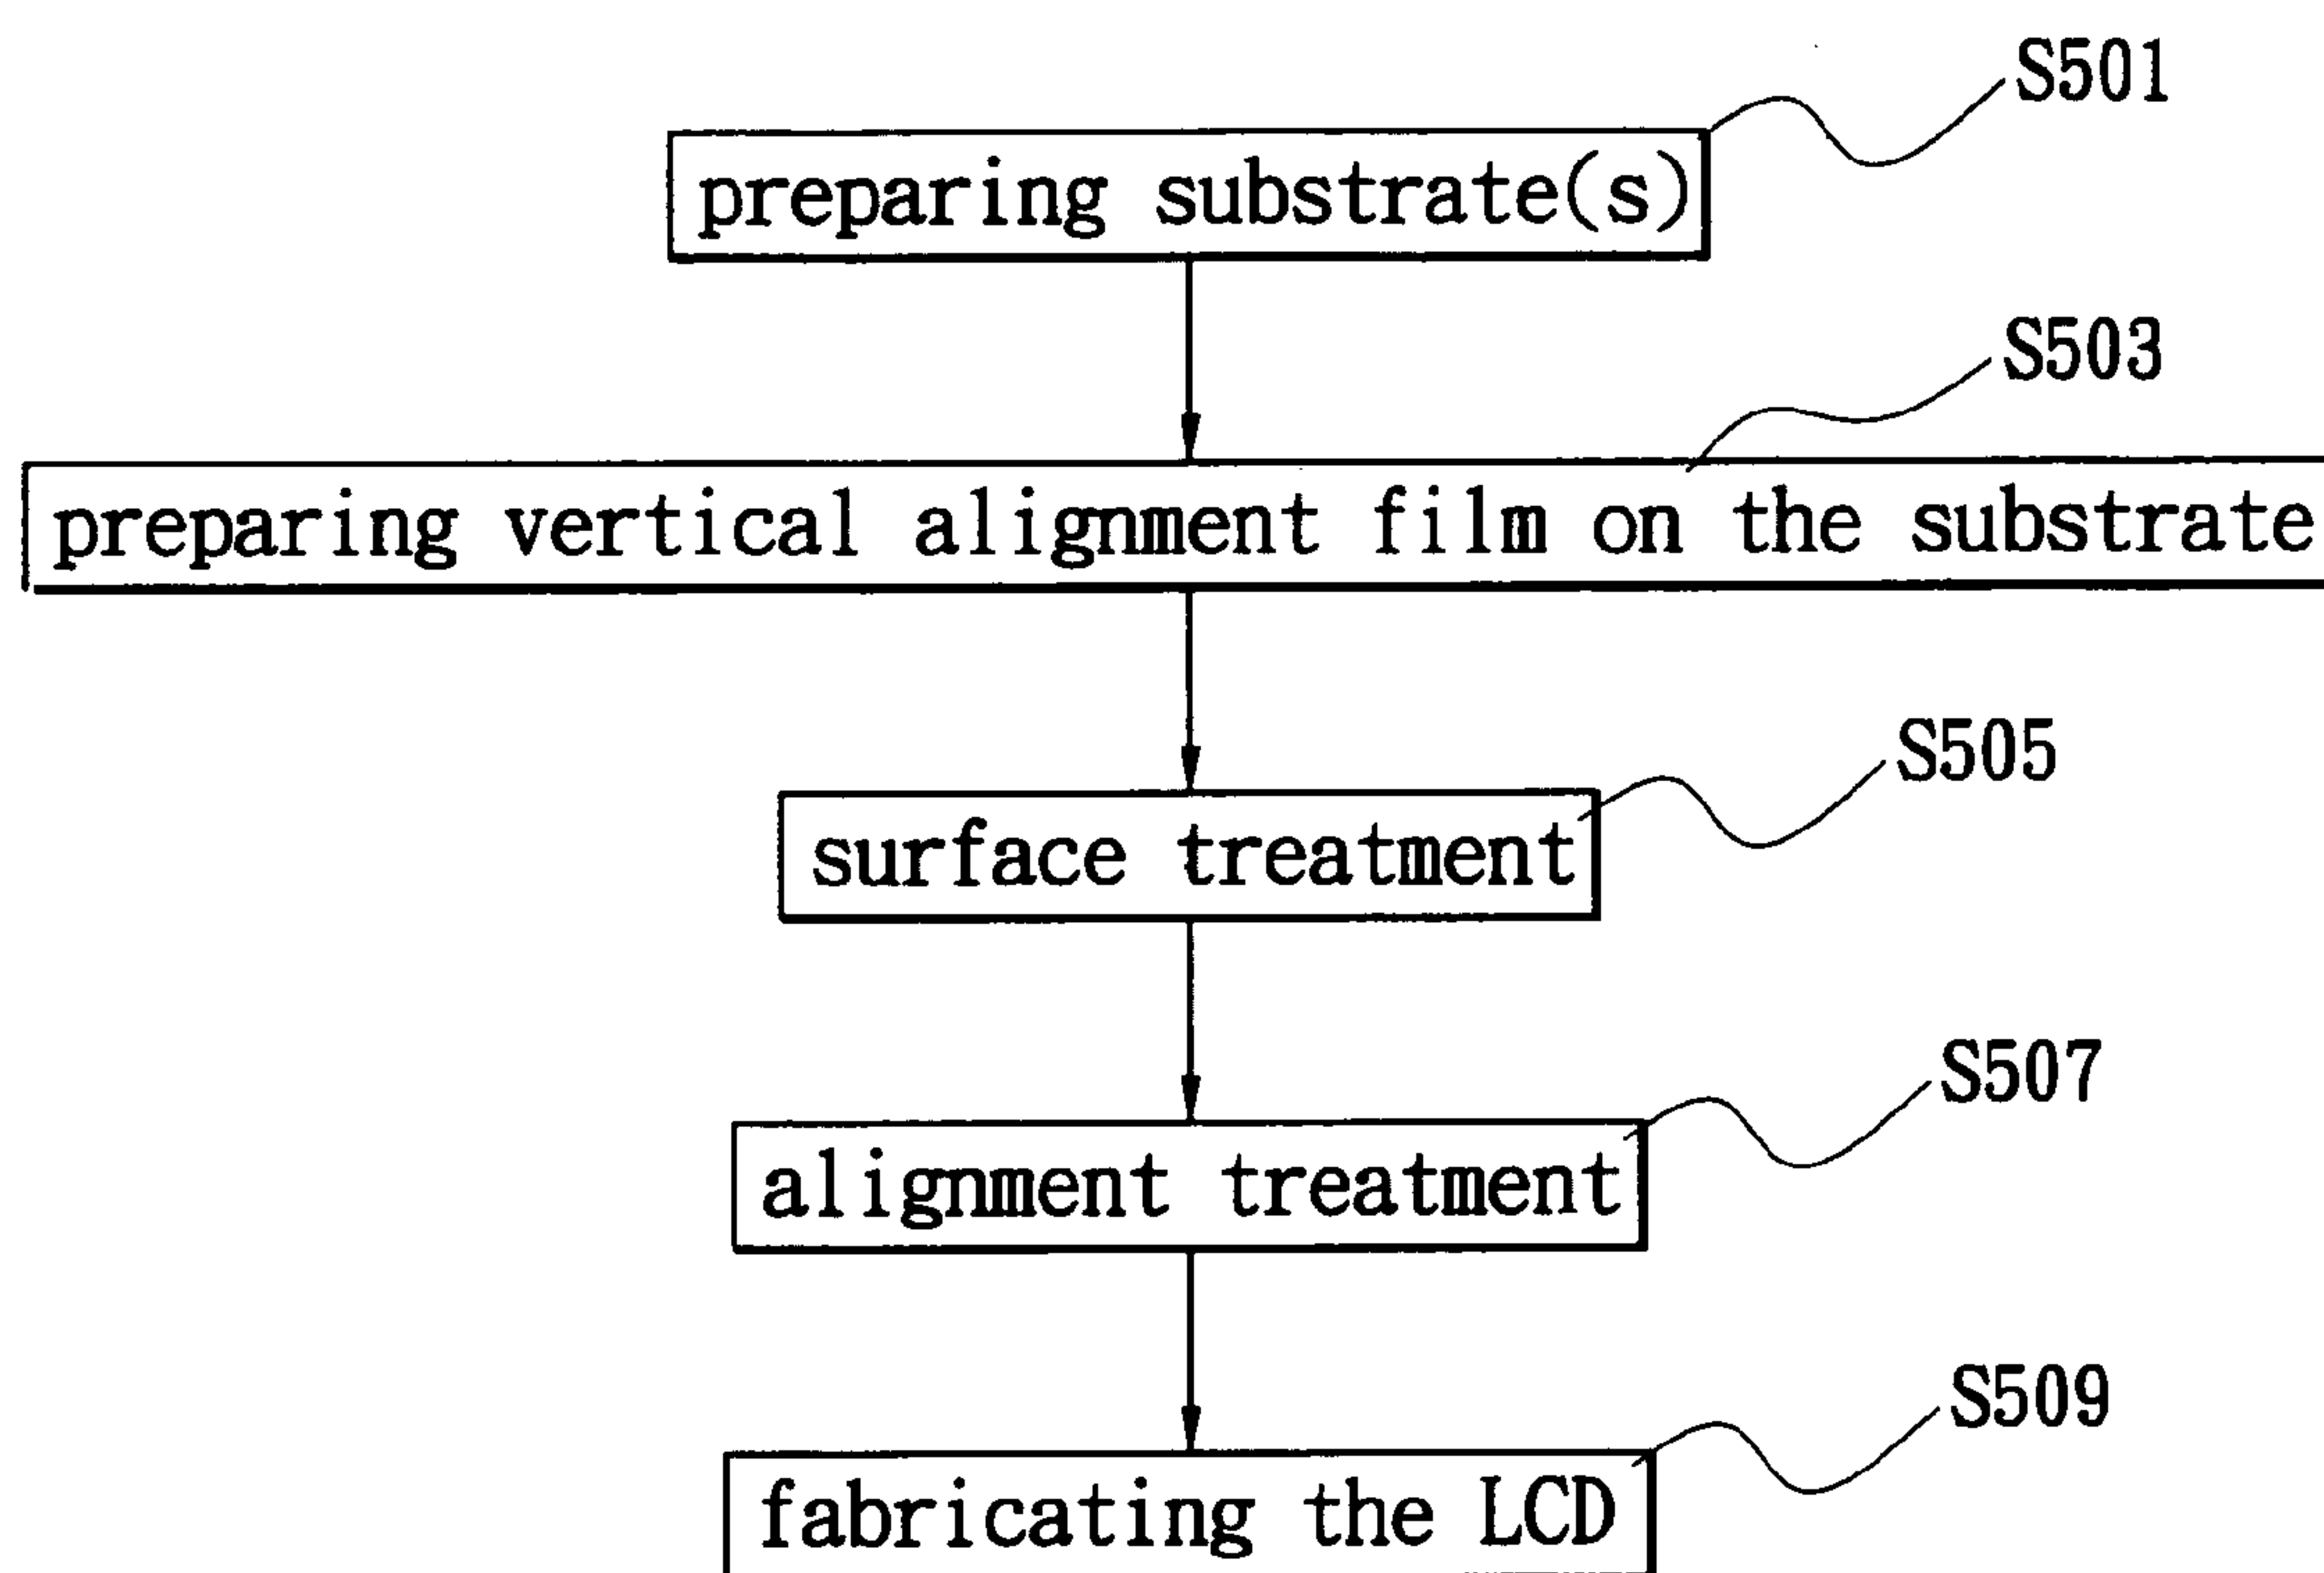 S501
preparing substrate(s)
S503
preparing vertical alignment film on the substrate
S505
surface treatment
S507
alignment treatment
S509
fabricating the LCD